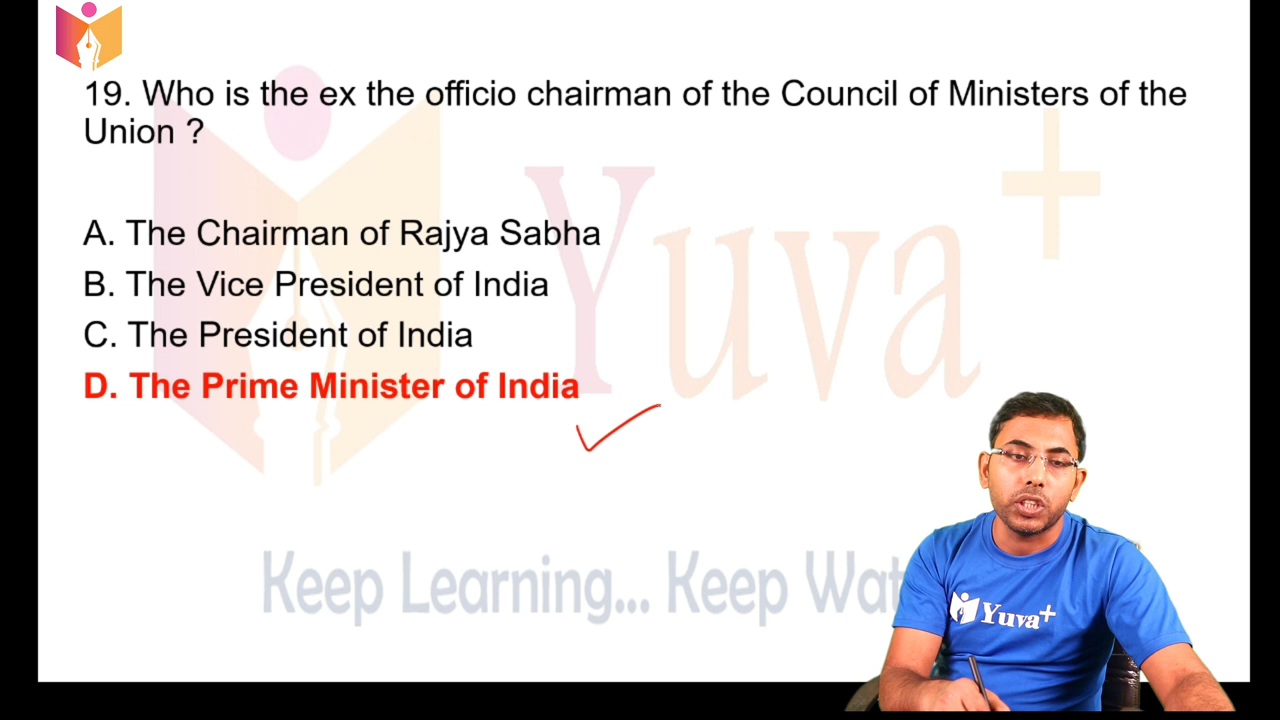 19. Who is the ex the officio chairman of the Council of Ministers of the
Union ?
A. The Chairman of Rajya Sabha
B. The Vice President of India
C. The President of India
D. The Prime Minister of India
Yuva+
Keep Learning... Keep
Yuva+